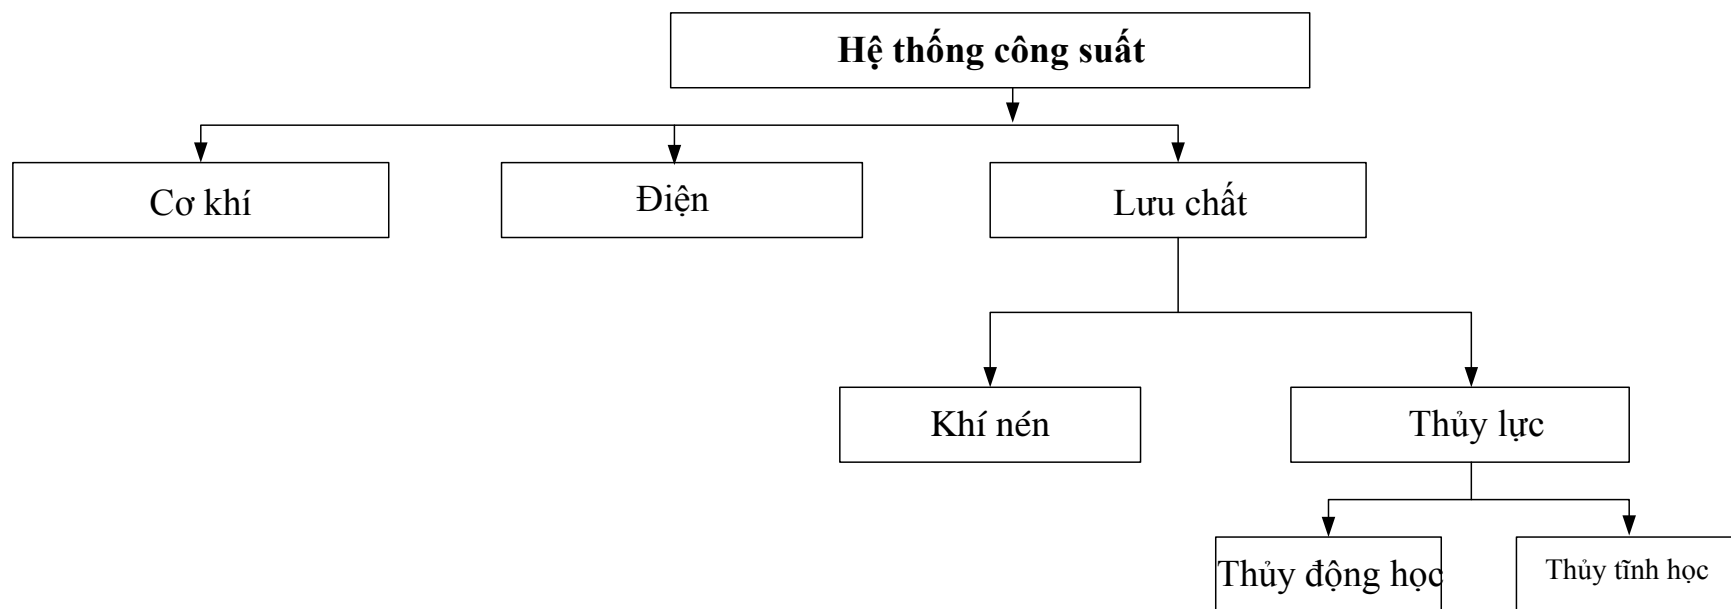 Hệ thống công suất
Cơ khí
Điện
Lưu chất
Khí nén
Thủy lực
Thủy động học
Thủy tĩnh học